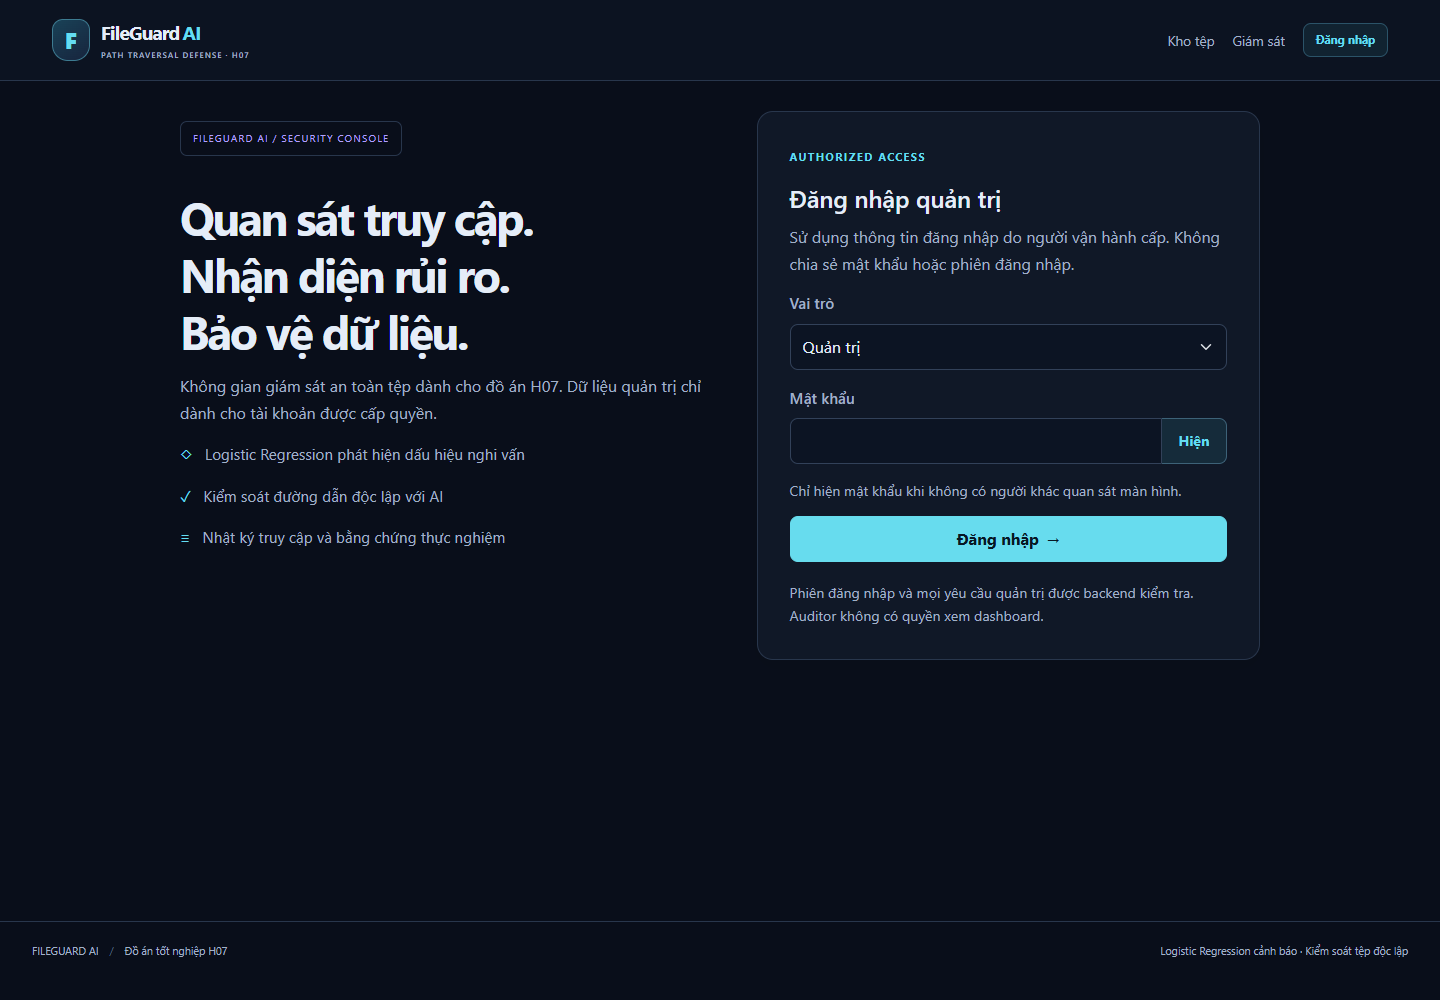 F
FileGuard AI
PATH TRAVERSAL DEFENSE · H07
Kho tệp
Giám sát
Đăng nhập
FILEGUARD AI / SECURITY CONSOLE
Quan sát truy cập.
Nhận diện rủi ro.
Bảo vệ dữ liệu.
Không gian giám sát an toàn tệp dành cho đồ án H07. Dữ liệu quản trị chỉ
dành cho tài khoản được cấp quyền.
◇ Logistic Regression phát hiện dấu hiệu nghi vấn
✓ Kiểm soát đường dẫn độc lập với AI
≡ Nhật ký truy cập và bằng chứng thực nghiệm
AUTHORIZED ACCESS
Đăng nhập quản trị
Sử dụng thông tin đăng nhập do người vận hành cấp. Không
chia sẻ mật khẩu hoặc phiên đăng nhập.
Vai trò
Quản trị
Mật khẩu
Hiện
Chỉ hiện mật khẩu khi không có người khác quan sát màn hình.
Đăng nhập →
Phiên đăng nhập và mọi yêu cầu quản trị được backend kiểm tra.
Auditor không có quyền xem dashboard.
FILEGUARD AI / Đồ án tốt nghiệp H07
Logistic Regression cảnh báo · Kiểm soát tệp độc lập